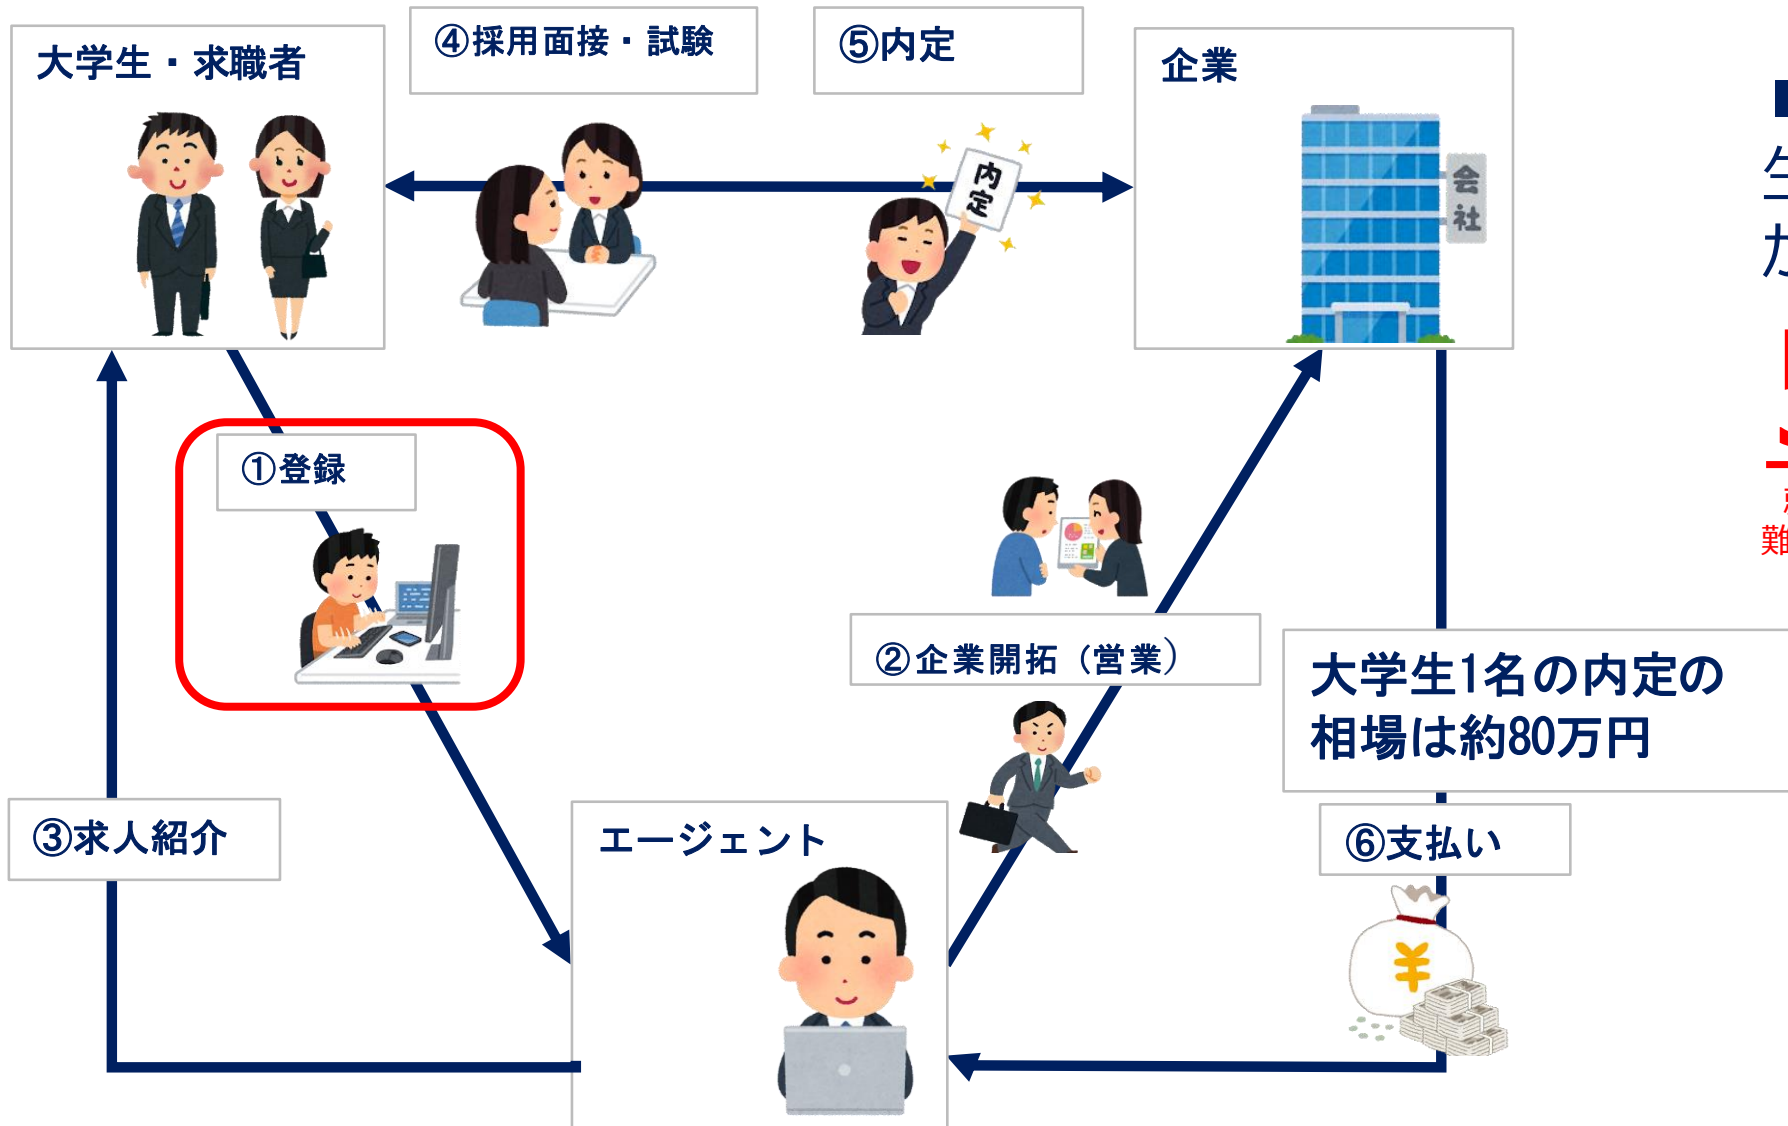 大学生・求職者
④採用面接・試験
⑤内定
企業
内定
会社
①登録
②企業開拓（営業）
大学生1名の内定の
相場は約80万円
③求人紹介
エージェント
⑥支払い
¥
難